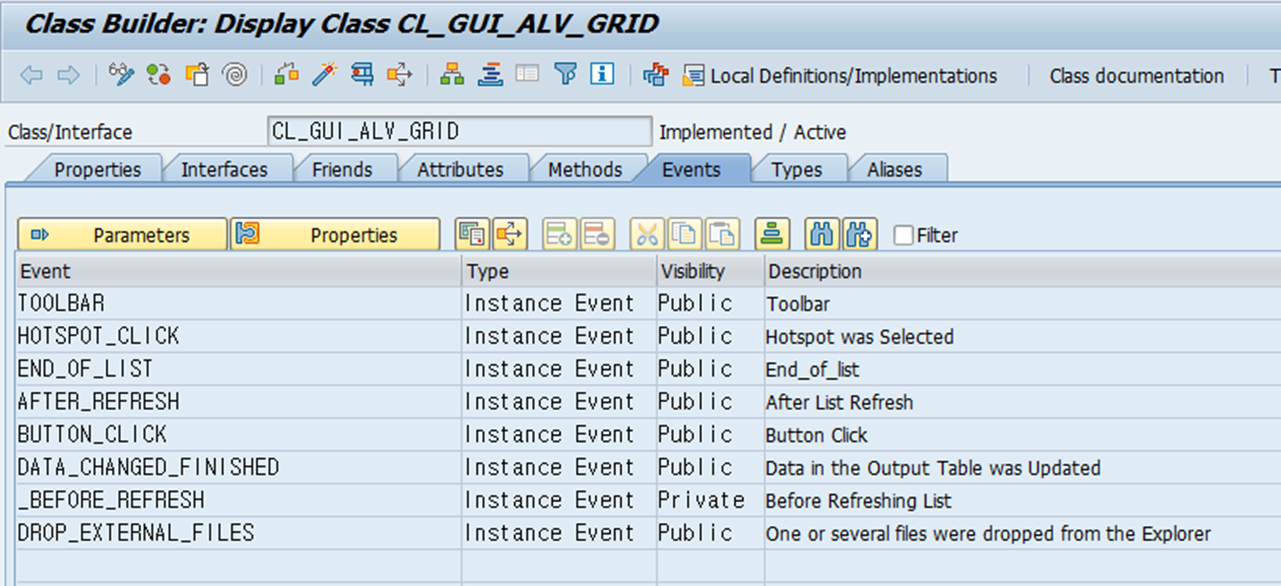 Class Builder: Display Class CL_GUI_ALV_GRID
Local Definitions/Implementations Class documentation T
Class/Interface CL_GUI_ALV_GRID Implemented / Active
Properties Interfaces Friends Attributes Methods Events Types Aliases
Parameters Properties Filter
Event Type Visibility Description
TOOLBAR Instance Event Public Toolbar
HOTSPOT_CLICK Instance Event Public Hotspot was Selected
END_OF_LIST Instance Event Public End_of_list
AFTER_REFRESH Instance Event Public After List Refresh
BUTTON_CLICK Instance Event Public Button Click
DATA_CHANGED_FINISHED Instance Event Public Data in the Output Table was Updated
_BEFORE_REFRESH Instance Event Private Before Refreshing List
DROP_EXTERNAL_FILES Instance Event Public One or several files were dropped from the Explorer